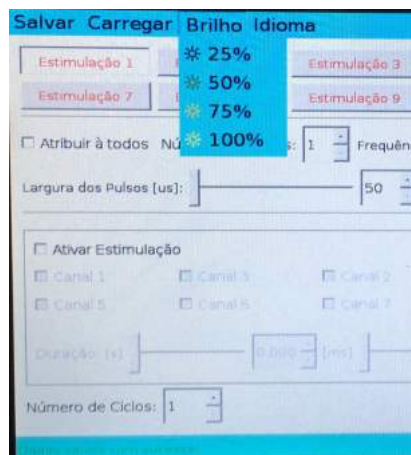 Salvar Carregar Brilho Idioma
25%
50%
75%
100%
Estimulação 1
Estimulação 3
Estimulação 7
Estimulação 9
Atribuir à todos Nú s: 1 Frequên
Largura dos Pulsos [us]: 50
Ativar Estimulação
Canal 1 Canal 3 Canal 2
Canal 5 Canal 6 Canal 7
Duração: [s] 0.000 [ms]
Número de Ciclos: 1